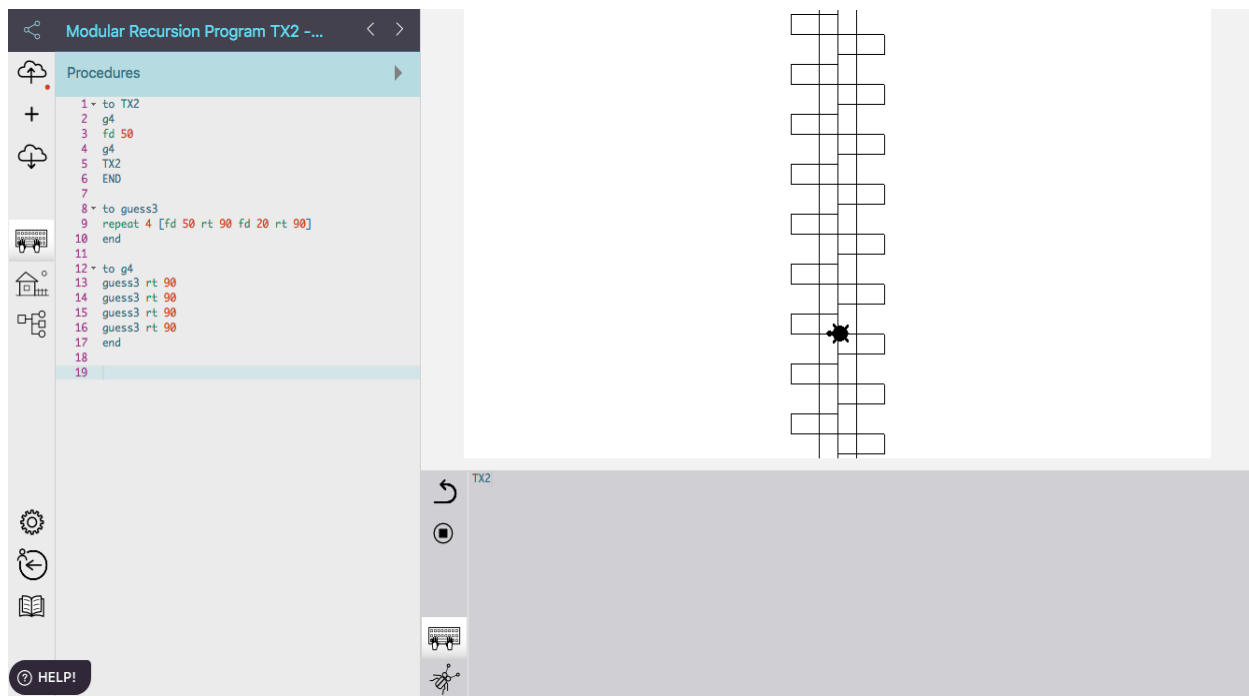 Modular Recursion Program TX2 -...
Procedures
1 to TX2
2 g4
3 fd 50
4 g4
5 TX2
6 END
7
8 to guess3
9 repeat 4 [fd 50 rt 90 fd 20 rt 90]
10 end
11
12 to g4
13 guess3 rt 90
14 guess3 rt 90
15 guess3 rt 90
16 guess3 rt 90
17 end
18
19
TX2
? HELP!